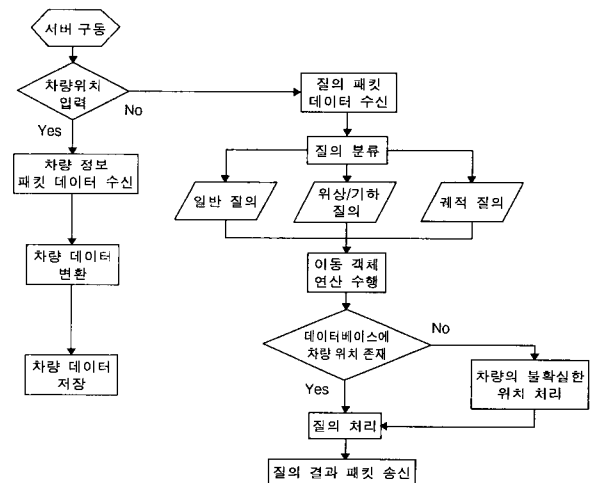 서버 구동
차량위치
입력
No
Yes
차량 정보
패킷 데이터 수신
차량 데이터
변환
차량 데이터
저장
질의 패킷
데이터 수신
질의 분류
일반 질의
위상/기하
질의
궤적 질의
이동 객체
연산 수행
데이터베이스에
차량 위치 존재
No
Yes
차량의 불확실한
위치 처리
질의 처리
질의 결과 패킷 송신